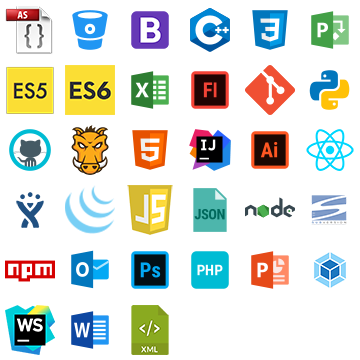 AS { }
B C++ 3 P
ES5 ES6 X Fl
5 IJ Ai
JS JSON node
npm O Ps PHP P
WS W </> XML